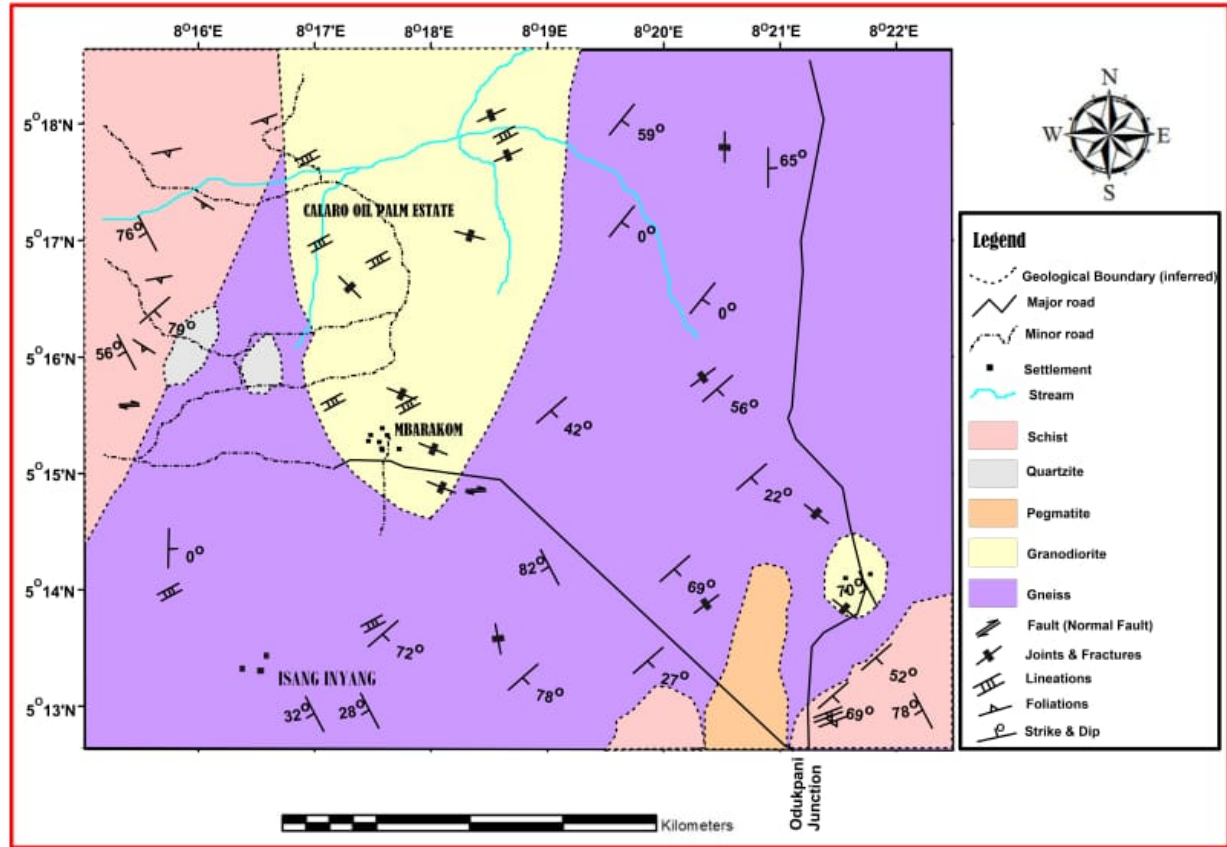 8°16'E
8°17'E
8°18'E
8°19'E
8°20'E
8°21'E
8°22'E
N
W
E
S
5°18'N
59°
65°
CALARO OIL PALM ESTATE
5°17'N
76°
0°
Legend
Geological Boundary (inferred)
Major road
Minor road
Settlement
Stream
Schist
Quartzite
Pegmatite
Granodiorite
Gneiss
Fault (Normal Fault)
Joints & Fractures
Lineations
Foliations
Strike & Dip
0°
79°
56°
5°16'N
56°
42°
MBARAKOM
5°15'N
22°
0°
82°
69°
70°
5°14'N
72°
ISANG INYANG
78°
27°
52°
5°13'N
32°
28°
69°
78°
Odukpani
Junction
Kilometers